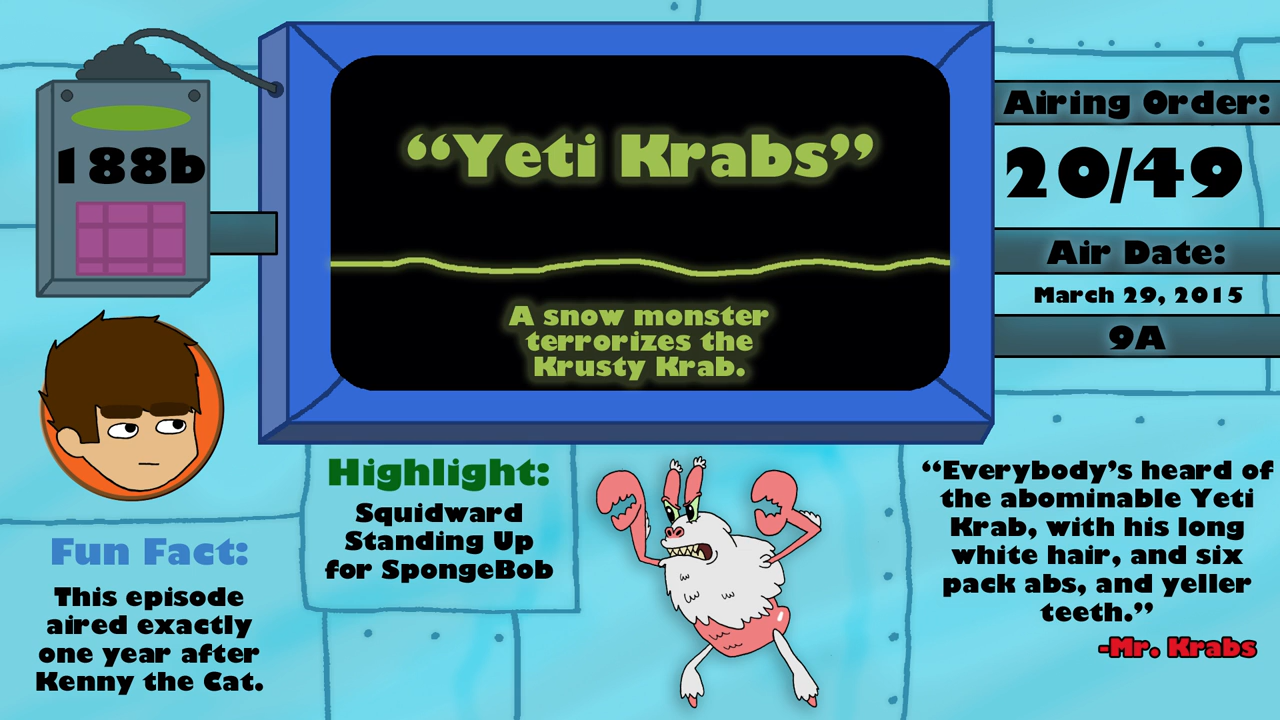 188b
“Yeti Krabs”
A snow monster
terrorizes the
Krusty Krab.
Airing Order:
20/49
Air Date:
March 29, 2015
9A
Fun Fact:
This episode
aired exactly
one year after
Kenny the Cat.
Highlight:
Squidward
Standing Up
for SpongeBob
“Everybody’s heard of
the abominable Yeti
Krab, with his long
white hair, and six
pack abs, and yeller
teeth.”
-Mr. Krabs